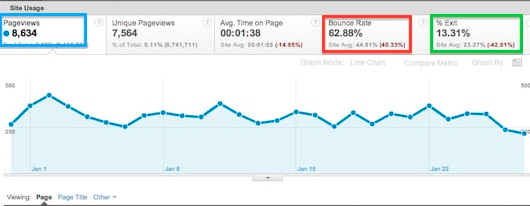 Site Usage
Pageviews
8,634
Unique Pageviews
7,564
% of Total: 0.11% (6,741,711)
Avg. Time on Page
00:01:38
Site Avg: 00:01:55 (-14.85%)
Bounce Rate
62.88%
Site Avg: 44.81% (40.33%)
% Exit
13.31%
Site Avg: 23.27% (-42.81%)
Graph Mode: Line Chart Compare Metric Graph By:
500 500
250 250
Jan 1 Jan 8 Jan 15 Jan 22
Viewing: Page Page Title Other